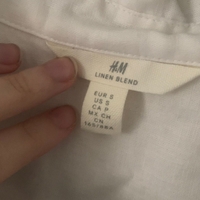 H&M
LINEN BLEND
EUR S
US S
CA P
MX CH
CN